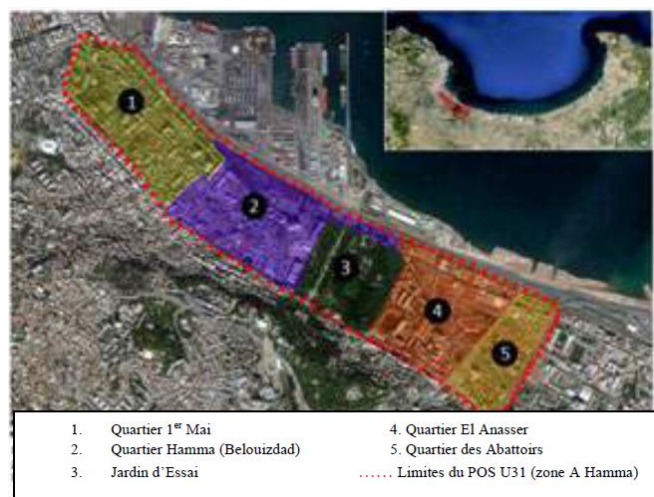 1
2
3
4
5
1. Quartier 1er Mai
2. Quartier Hamma (Belouizdad)
3. Jardin d'Essai
4. Quartier El Anasser
5. Quartier des Abattoirs
...... Limites du POS U31 (zone A Hamma)